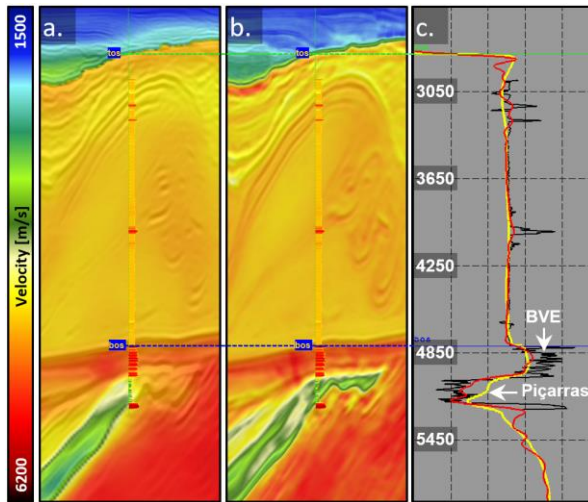 1500
Velocity [m/s]
6200
a.
tos
bos
b.
tos
bos
c.
3050
3650
4250
BVE
4850
Piçarras
5450